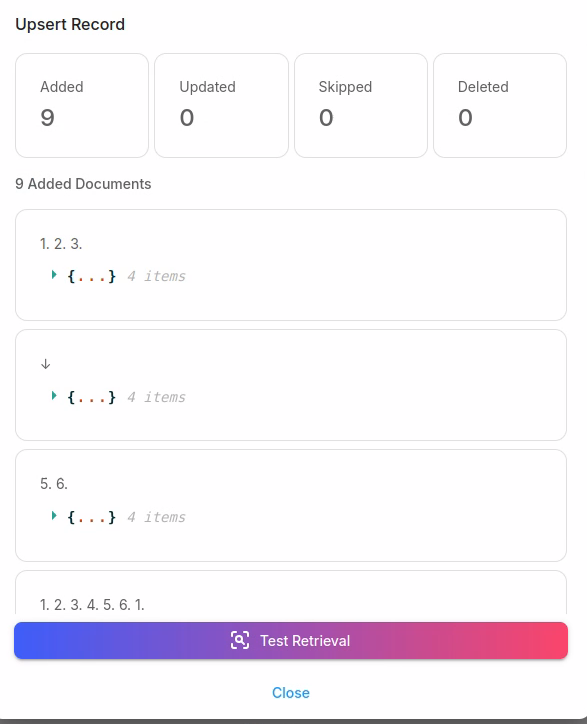 Upsert Record
Added
9
Updated
0
Skipped
0
Deleted
0
9 Added Documents
1. 2. 3.
{...} 4 items
↓
{...} 4 items
5. 6.
{...} 4 items
1. 2. 3. 4. 5. 6. 1.
Test Retrieval
Close